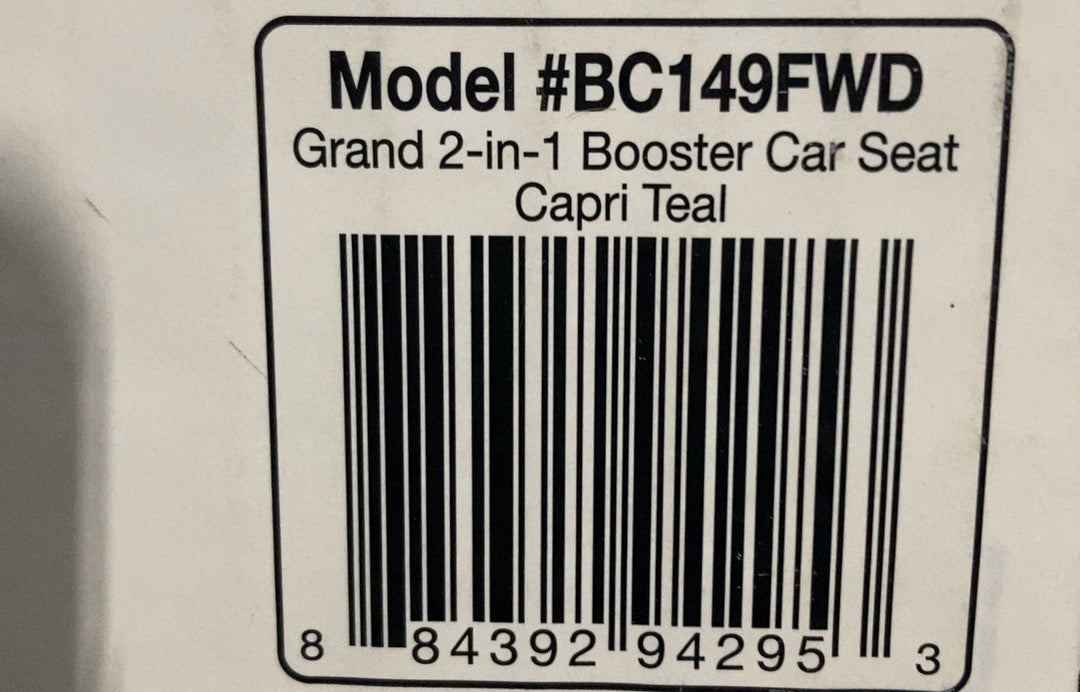 Model #BC149FWD
Grand 2-in-1 Booster Car Seat
Capri Teal
8 84392 94295 3